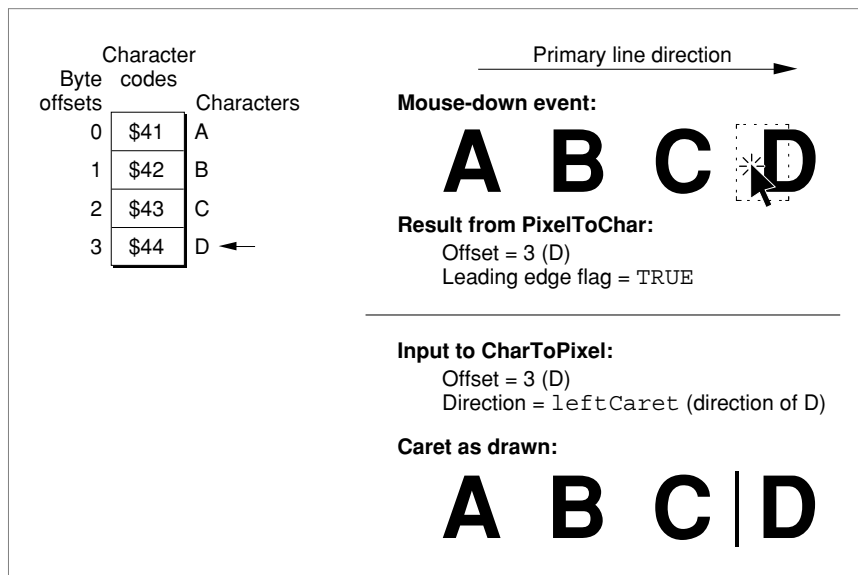 Character
Byte codes
offsets Characters
0 $41 A
1 $42 B
2 $43 C
3 $44 D
Primary line direction
Mouse-down event:
A B C D
Result from PixelToChar:
Offset = 3 (D)
Leading edge flag = TRUE
Input to CharToPixel:
Offset = 3 (D)
Direction = leftCaret (direction of D)
Caret as drawn:
A B C D